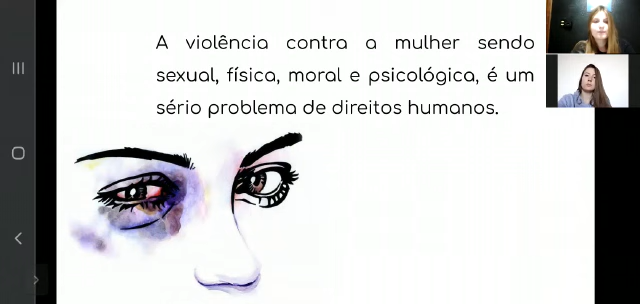 A violência contra a mulher sendo
sexual, física, moral e psicológica, é um
sério problema de direitos humanos.